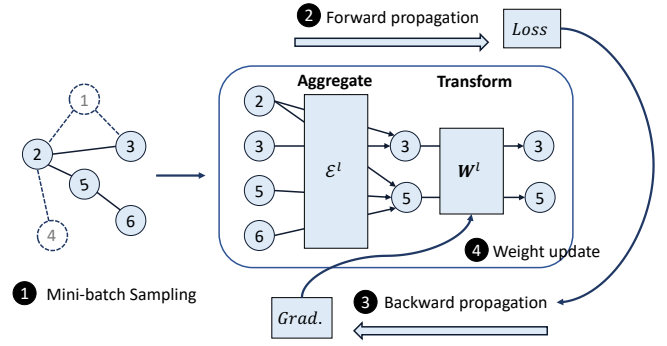 2 Forward propagation
Loss
Aggregate Transform
1
2
3
5
6
4
2
3
5
6
ℰ^l
3
5
W^l
3
5
4 Weight update
1 Mini-batch Sampling
Grad.
3 Backward propagation